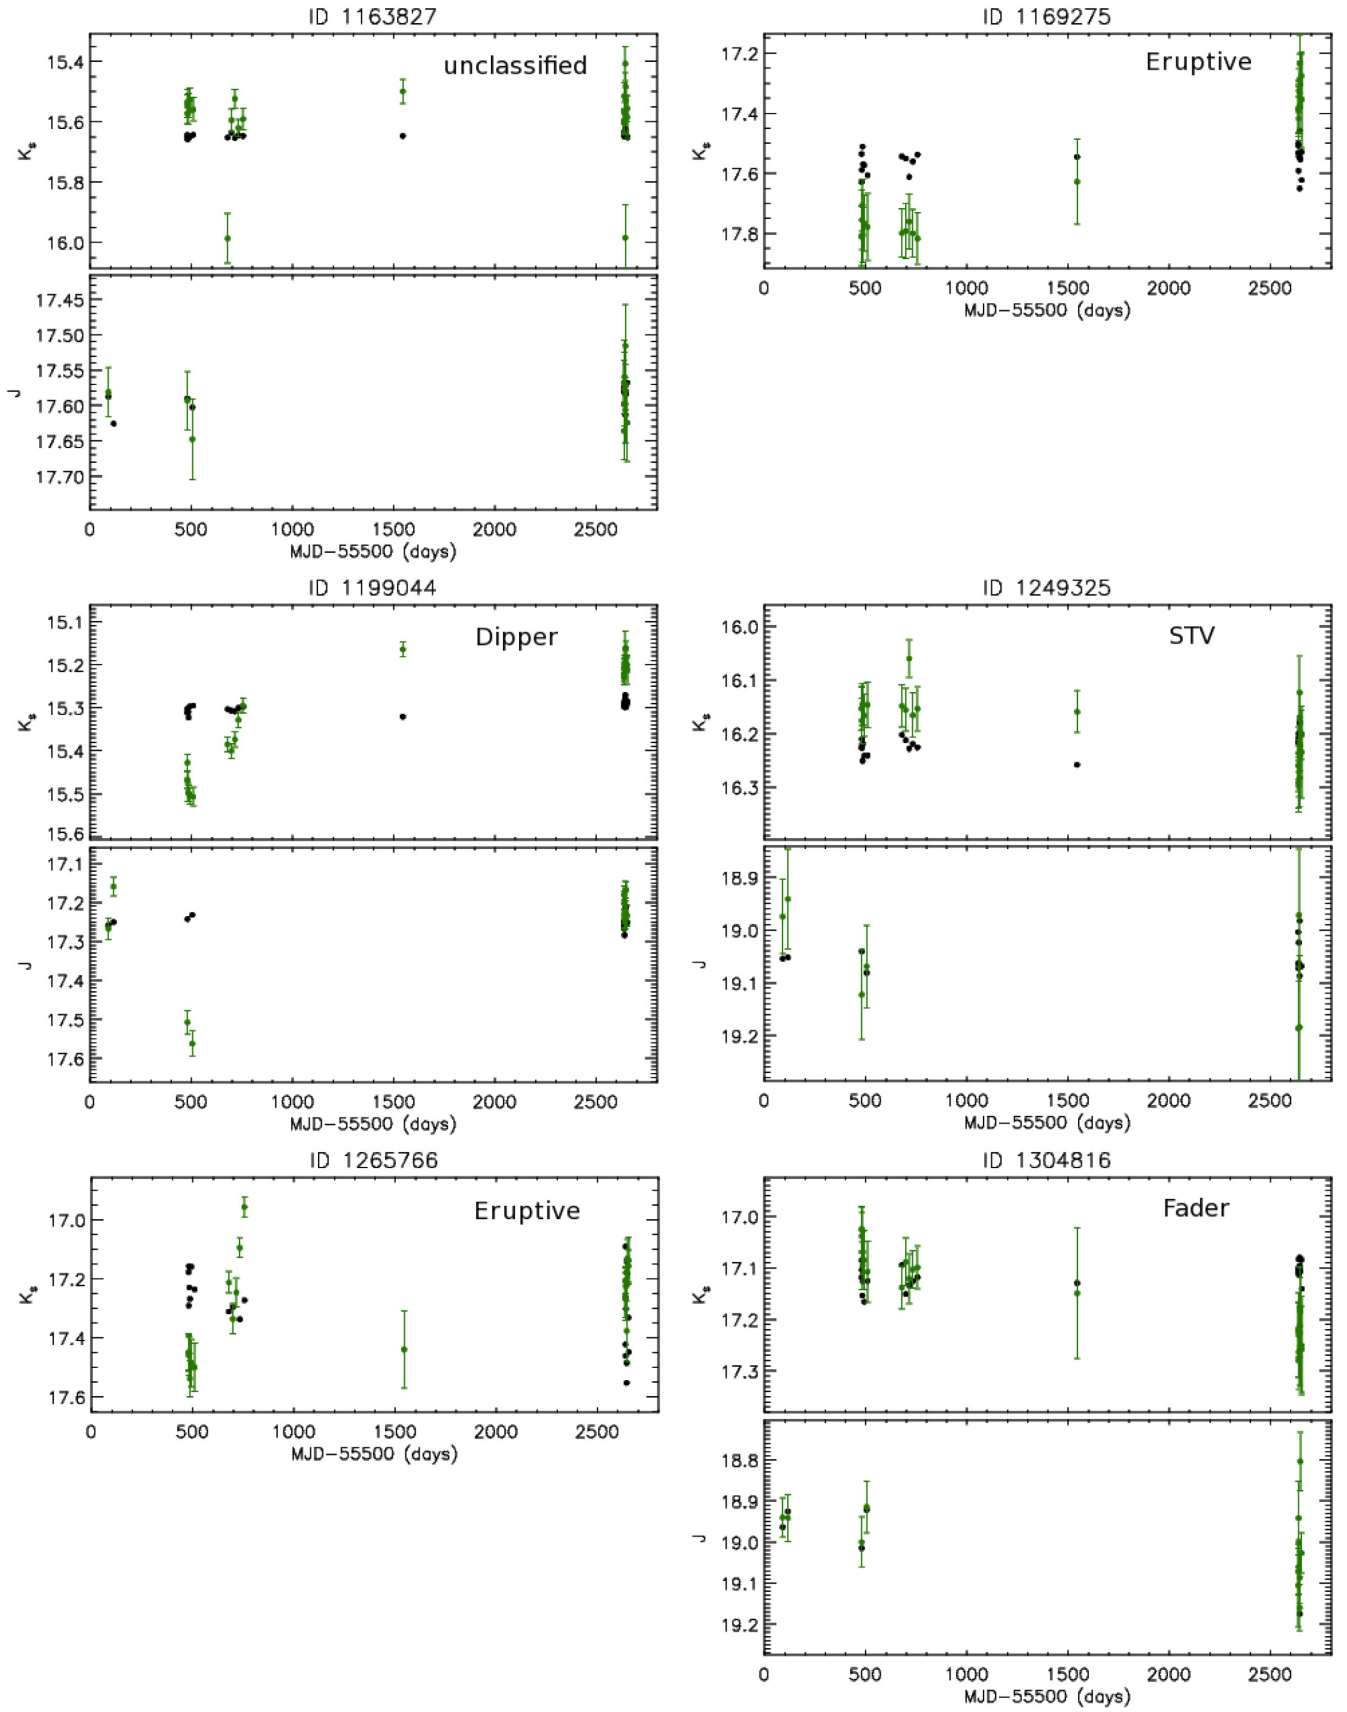 ID 1163827
unclassified
15.4
15.6
15.8
16.0
Ks
17.45
17.50
17.55
17.60
17.65
17.70
J
0 500 1000 1500 2000 2500
MJD-55500 (days)
ID 1169275
Eruptive
17.2
17.4
17.6
17.8
Ks
0 500 1000 1500 2000 2500
MJD-55500 (days)
ID 1199044
Dipper
15.1
15.2
15.3
15.4
15.5
15.6
Ks
17.1
17.2
17.3
17.4
17.5
17.6
J
0 500 1000 1500 2000 2500
MJD-55500 (days)
ID 1249325
STV
16.0
16.1
16.2
16.3
Ks
18.9
19.0
19.1
19.2
J
0 500 1000 1500 2000 2500
MJD-55500 (days)
ID 1265766
Eruptive
17.0
17.2
17.4
17.6
Ks
0 500 1000 1500 2000 2500
MJD-55500 (days)
ID 1304816
Fader
17.0
17.1
17.2
17.3
Ks
18.8
18.9
19.0
19.1
19.2
J
0 500 1000 1500 2000 2500
MJD-55500 (days)